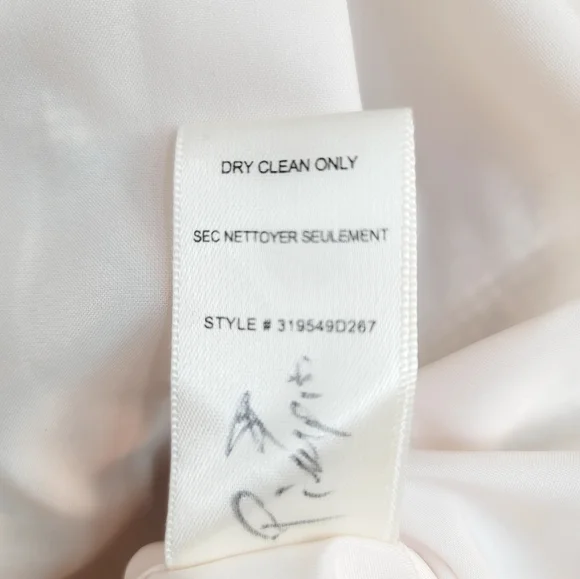 DRY CLEAN ONLY
SEC NETTOYER SEULEMENT
STYLE # 319549D267